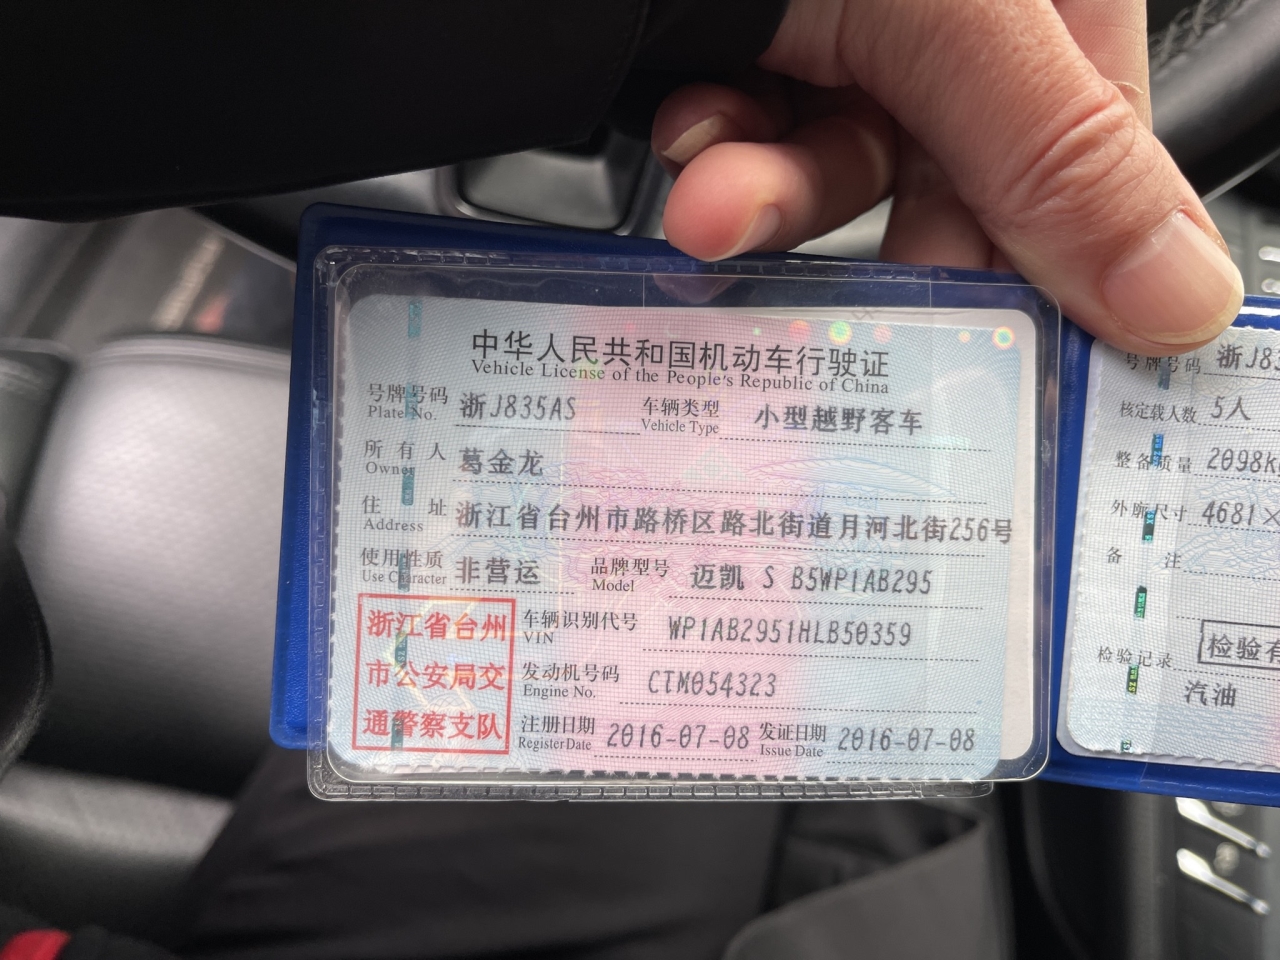 中华人民共和国机动车行驶证
Vehicle License of the People's Republic of China
号牌号码 浙J835AS 车辆类型 小型越野客车
Plate No. Vehicle Type
所有人 葛金龙
Owner
住址 浙江省台州市路桥区路北街道月河北街256号
Address
使用性质 非营运 品牌型号 迈凯 S B5WP1AB295
Use Character Model
浙江省台州
市公安局交
通警察支队
车辆识别代号 WP1AB2951HLB50359
VIN
发动机号码 CTM054323
Engine No.
注册日期 2016-07-08 发证日期 2016-07-08
Register Date Issue Date
号牌号码 浙J83
核定载人数 5人
整备质量 2098k
外廓尺寸 4681×
备注
检验有
检验记录
汽油